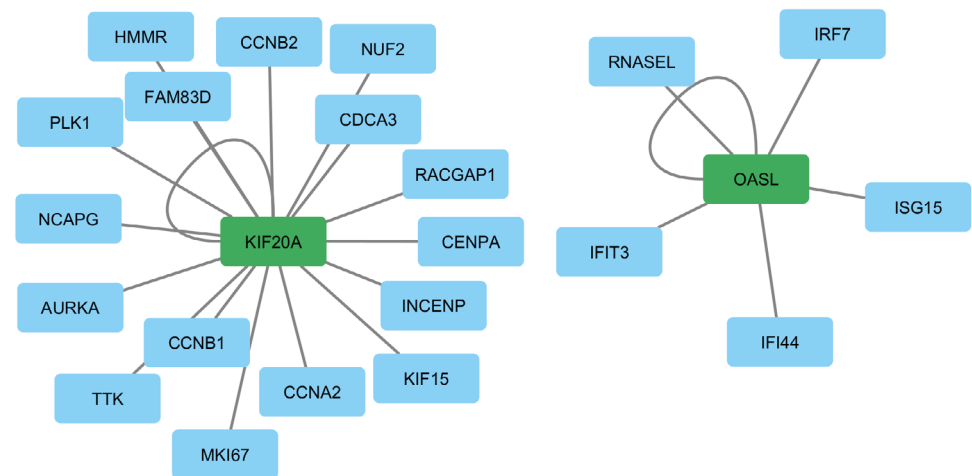 HMMR
CCNB2
NUF2
FAM83D
CDCA3
PLK1
RACGAP1
NCAPG
KIF20A
CENPA
AURKA
INCENP
CCNB1
TTK
CCNA2
KIF15
MKI67
IRF7
RNASEL
OASL
ISG15
IFIT3
IFI44